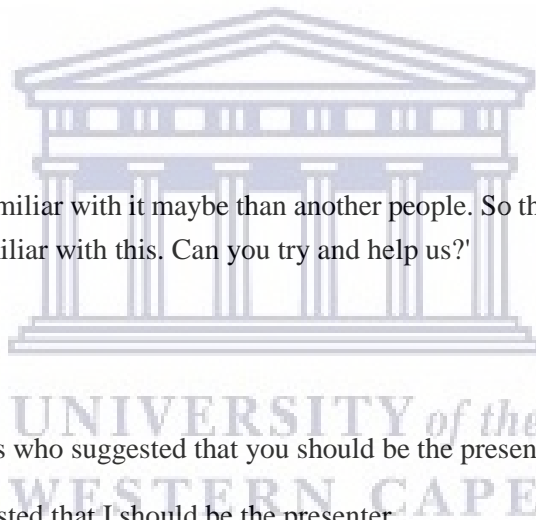 miliar with it maybe than another people. So th
iliar with this. Can you try and help us?'
UNIVERSITY of the
s who suggested that you should be the presen
WESTERN CAPE
sted that I should be the presenter